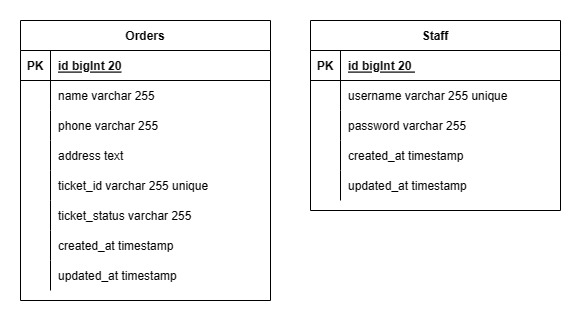 Orders
PK id bigInt 20
name varchar 255
phone varchar 255
address text
ticket_id varchar 255 unique
ticket_status varchar 255
created_at timestamp
updated_at timestamp
Staff
PK id bigInt 20
username varchar 255 unique
password varchar 255
created_at timestamp
updated_at timestamp